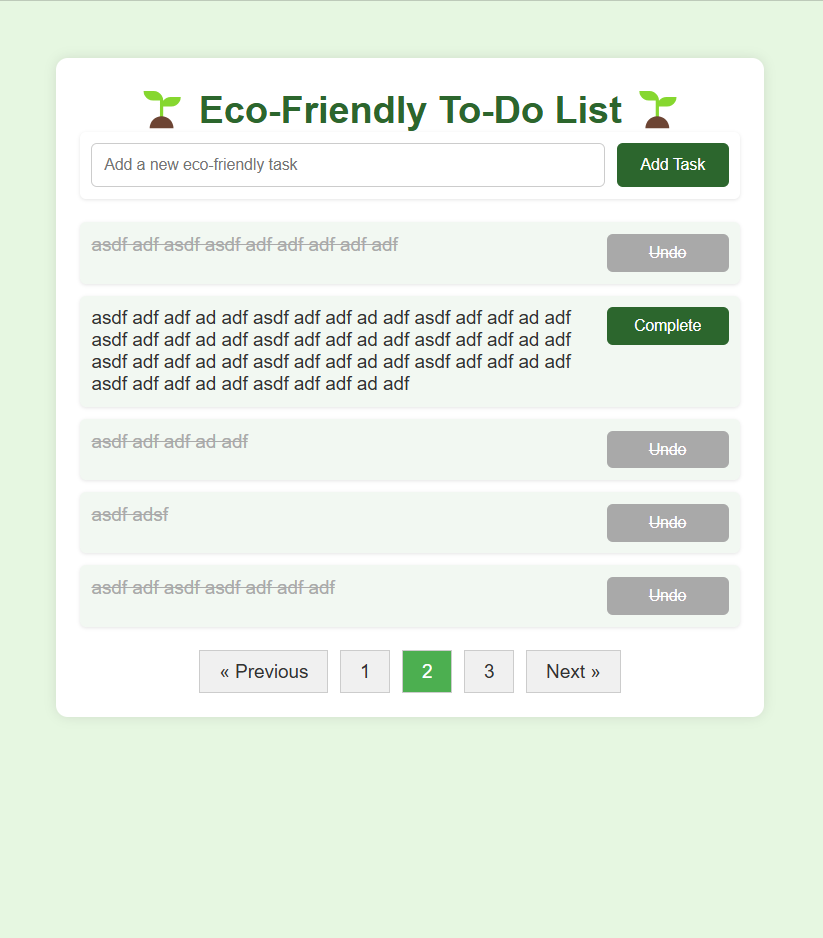 Eco-Friendly To-Do List
Add a new eco-friendly task
Add Task
asdf adf asdf asdf adf adf adf adf adf
Undo
asdf adf adf ad adf asdf adf adf ad adf asdf adf adf ad adf
asdf adf adf ad adf asdf adf adf ad adf asdf adf adf ad adf
asdf adf adf ad adf asdf adf adf ad adf asdf adf adf ad adf
asdf adf adf ad adf asdf adf adf ad adf
Complete
asdf adf adf ad adf
Undo
asdf adsf
Undo
asdf adf asdf asdf adf adf adf
Undo
« Previous 1 2 3 Next »